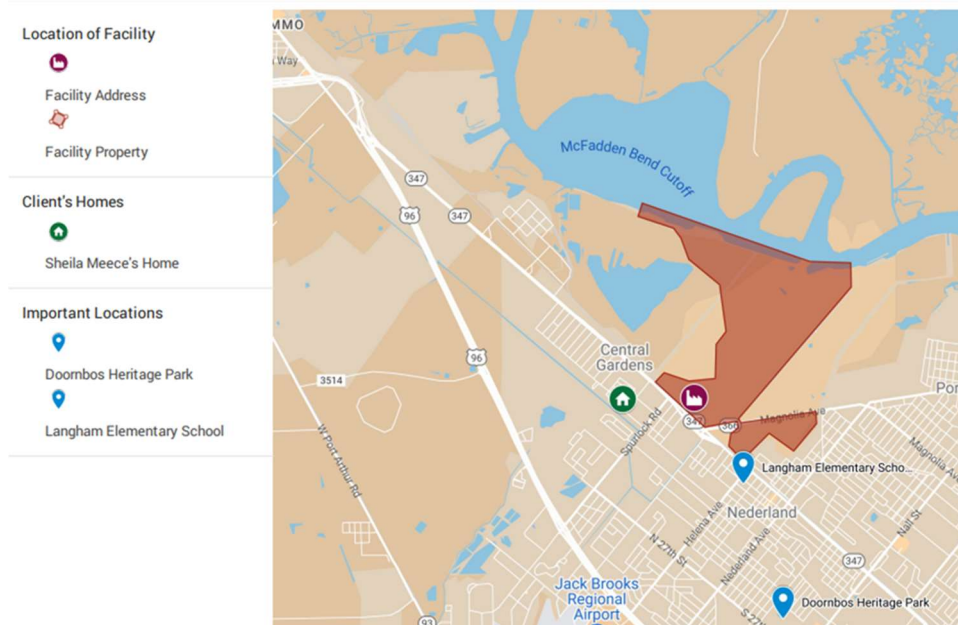 Location of Facility
Facility Address
Facility Property
Client's Homes
Sheila Meece's Home
Important Locations
Doornbos Heritage Park
Langham Elementary School
MMO
Way
McFadden Bend Cutoff
347
96
347
Central
Gardens
96
3514
W Port Arthur Rd
Spurlock Rd
347
366
Magnolia Ave
Por
Magnolia Ave
Langham Elementary Scho...
Nederland
Helena Ave
Nall St
N 27th St
Nederland Ave
347
Jack Brooks
Regional
Airport
Doornbos Heritage Park
S 27th
93